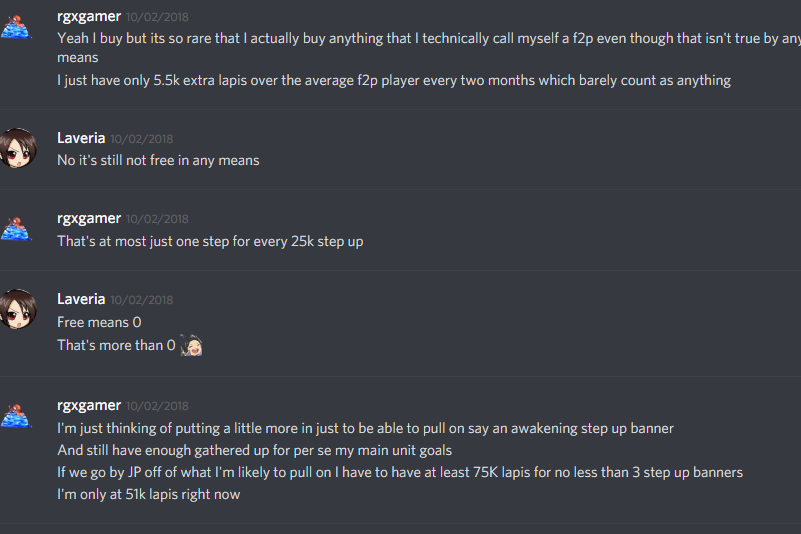 rgxgamer 10/02/2018
Yeah I buy but its so rare that I actually buy anything that I technically call myself a f2p even though that isn't true by any
means
I just have only 5.5k extra lapis over the average f2p player every two months which barely count as anything
Laveria 10/02/2018
No it's still not free in any means
rgxgamer 10/02/2018
That's at most just one step for every 25k step up
Laveria 10/02/2018
Free means 0
That's more than 0
rgxgamer 10/02/2018
I'm just thinking of putting a little more in just to be able to pull on say an awakening step up banner
And still have enough gathered up for per se my main unit goals
If we go by JP off of what I'm likely to pull on I have to have at least 75K lapis for no less than 3 step up banners
I'm only at 51k lapis right now